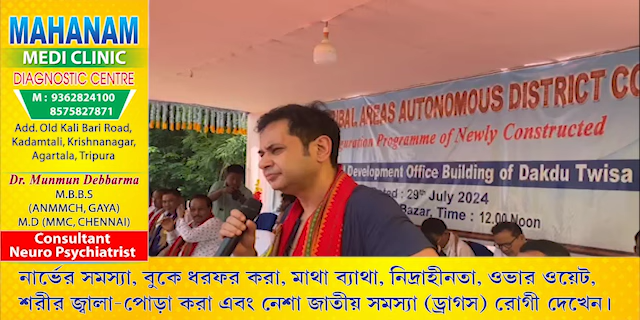 MAHANAM
MEDI CLINIC
DIAGNOSTIC CENTRE
M : 9362824100
8575827871
Add. Old Kali Bari Road,
Kadamtali, Krishnanagar,
Agartala, Tripura
Dr. Munmun Debbarma
M.B.B.S
(ANMMCH, GAYA)
M.D (MMC, CHENNAI)
Consultant
Neuro Psychiatrist
BAL AREAS AUTONOMOUS DISTRICT CO
uration Programme of Newly Constructed
Development Office Building of Dakdu Twisa
ted : 29th July 2024
Bazar, Time : 12.00 Noon
নার্ভের সমস্যা, বুকে ধরফর করা, মাথা ব্যাথা, নিদ্রাহীনতা, ওভার ওয়েট,
শরীর জ্বালা-পোড়া করা এবং নেশা জাতীয় সমস্যা (ড্রাগস) রোগী দেখেন।